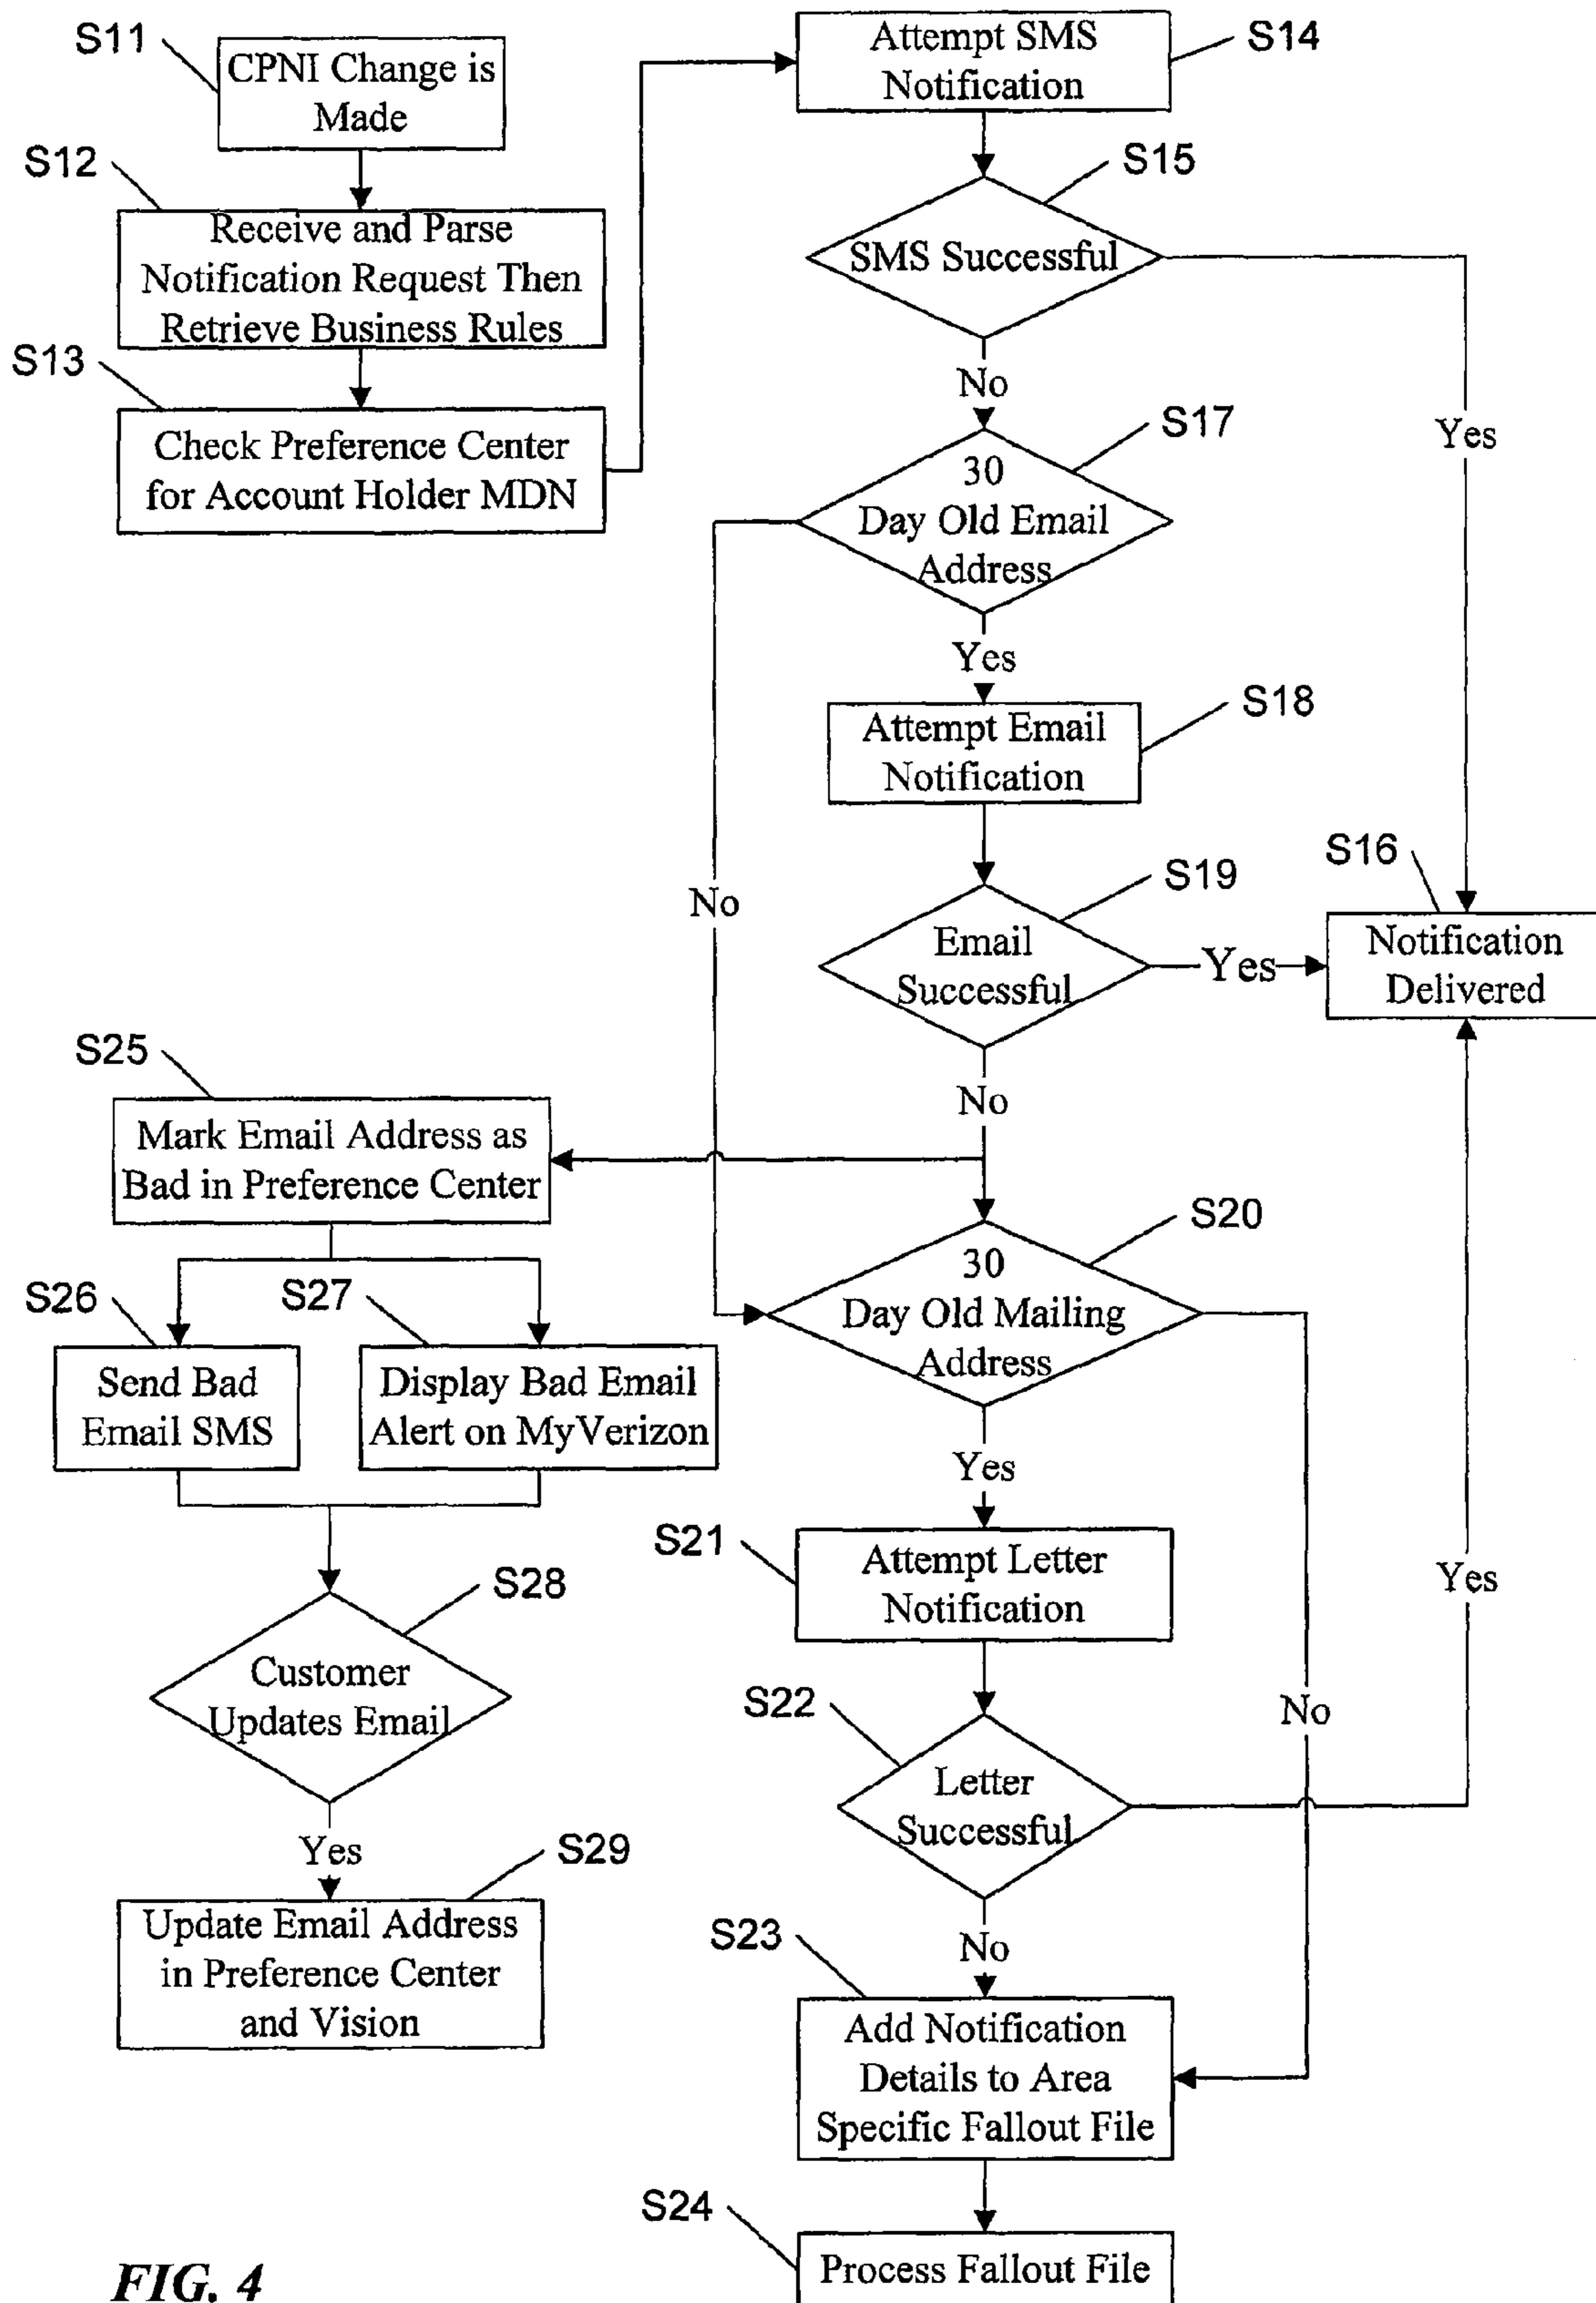 S11
CPNI Change is
Made
S12
Receive and Parse
Notification Request Then
Retrieve Business Rules
S13
Check Preference Center
for Account Holder MDN
Attempt SMS
Notification
S14
S15
SMS Successful
Yes
No
S17
30
Day Old Email
Address
No
Yes
S18
Attempt Email
Notification
S19
Email
Successful
Yes
S16
Notification
Delivered
No
S25
Mark Email Address as
Bad in Preference Center
S26
Send Bad
Email SMS
S27
Display Bad Email
Alert on MyVerizon
S28
Customer
Updates Email
Yes
S29
Update Email Address
in Preference Center
and Vision
S20
30
Day Old Mailing
Address
Yes
No
S21
Attempt Letter
Notification
S22
Letter
Successful
Yes
No
S23
Add Notification
Details to Area
Specific Fallout File
S24
Process Fallout File
FIG. 4